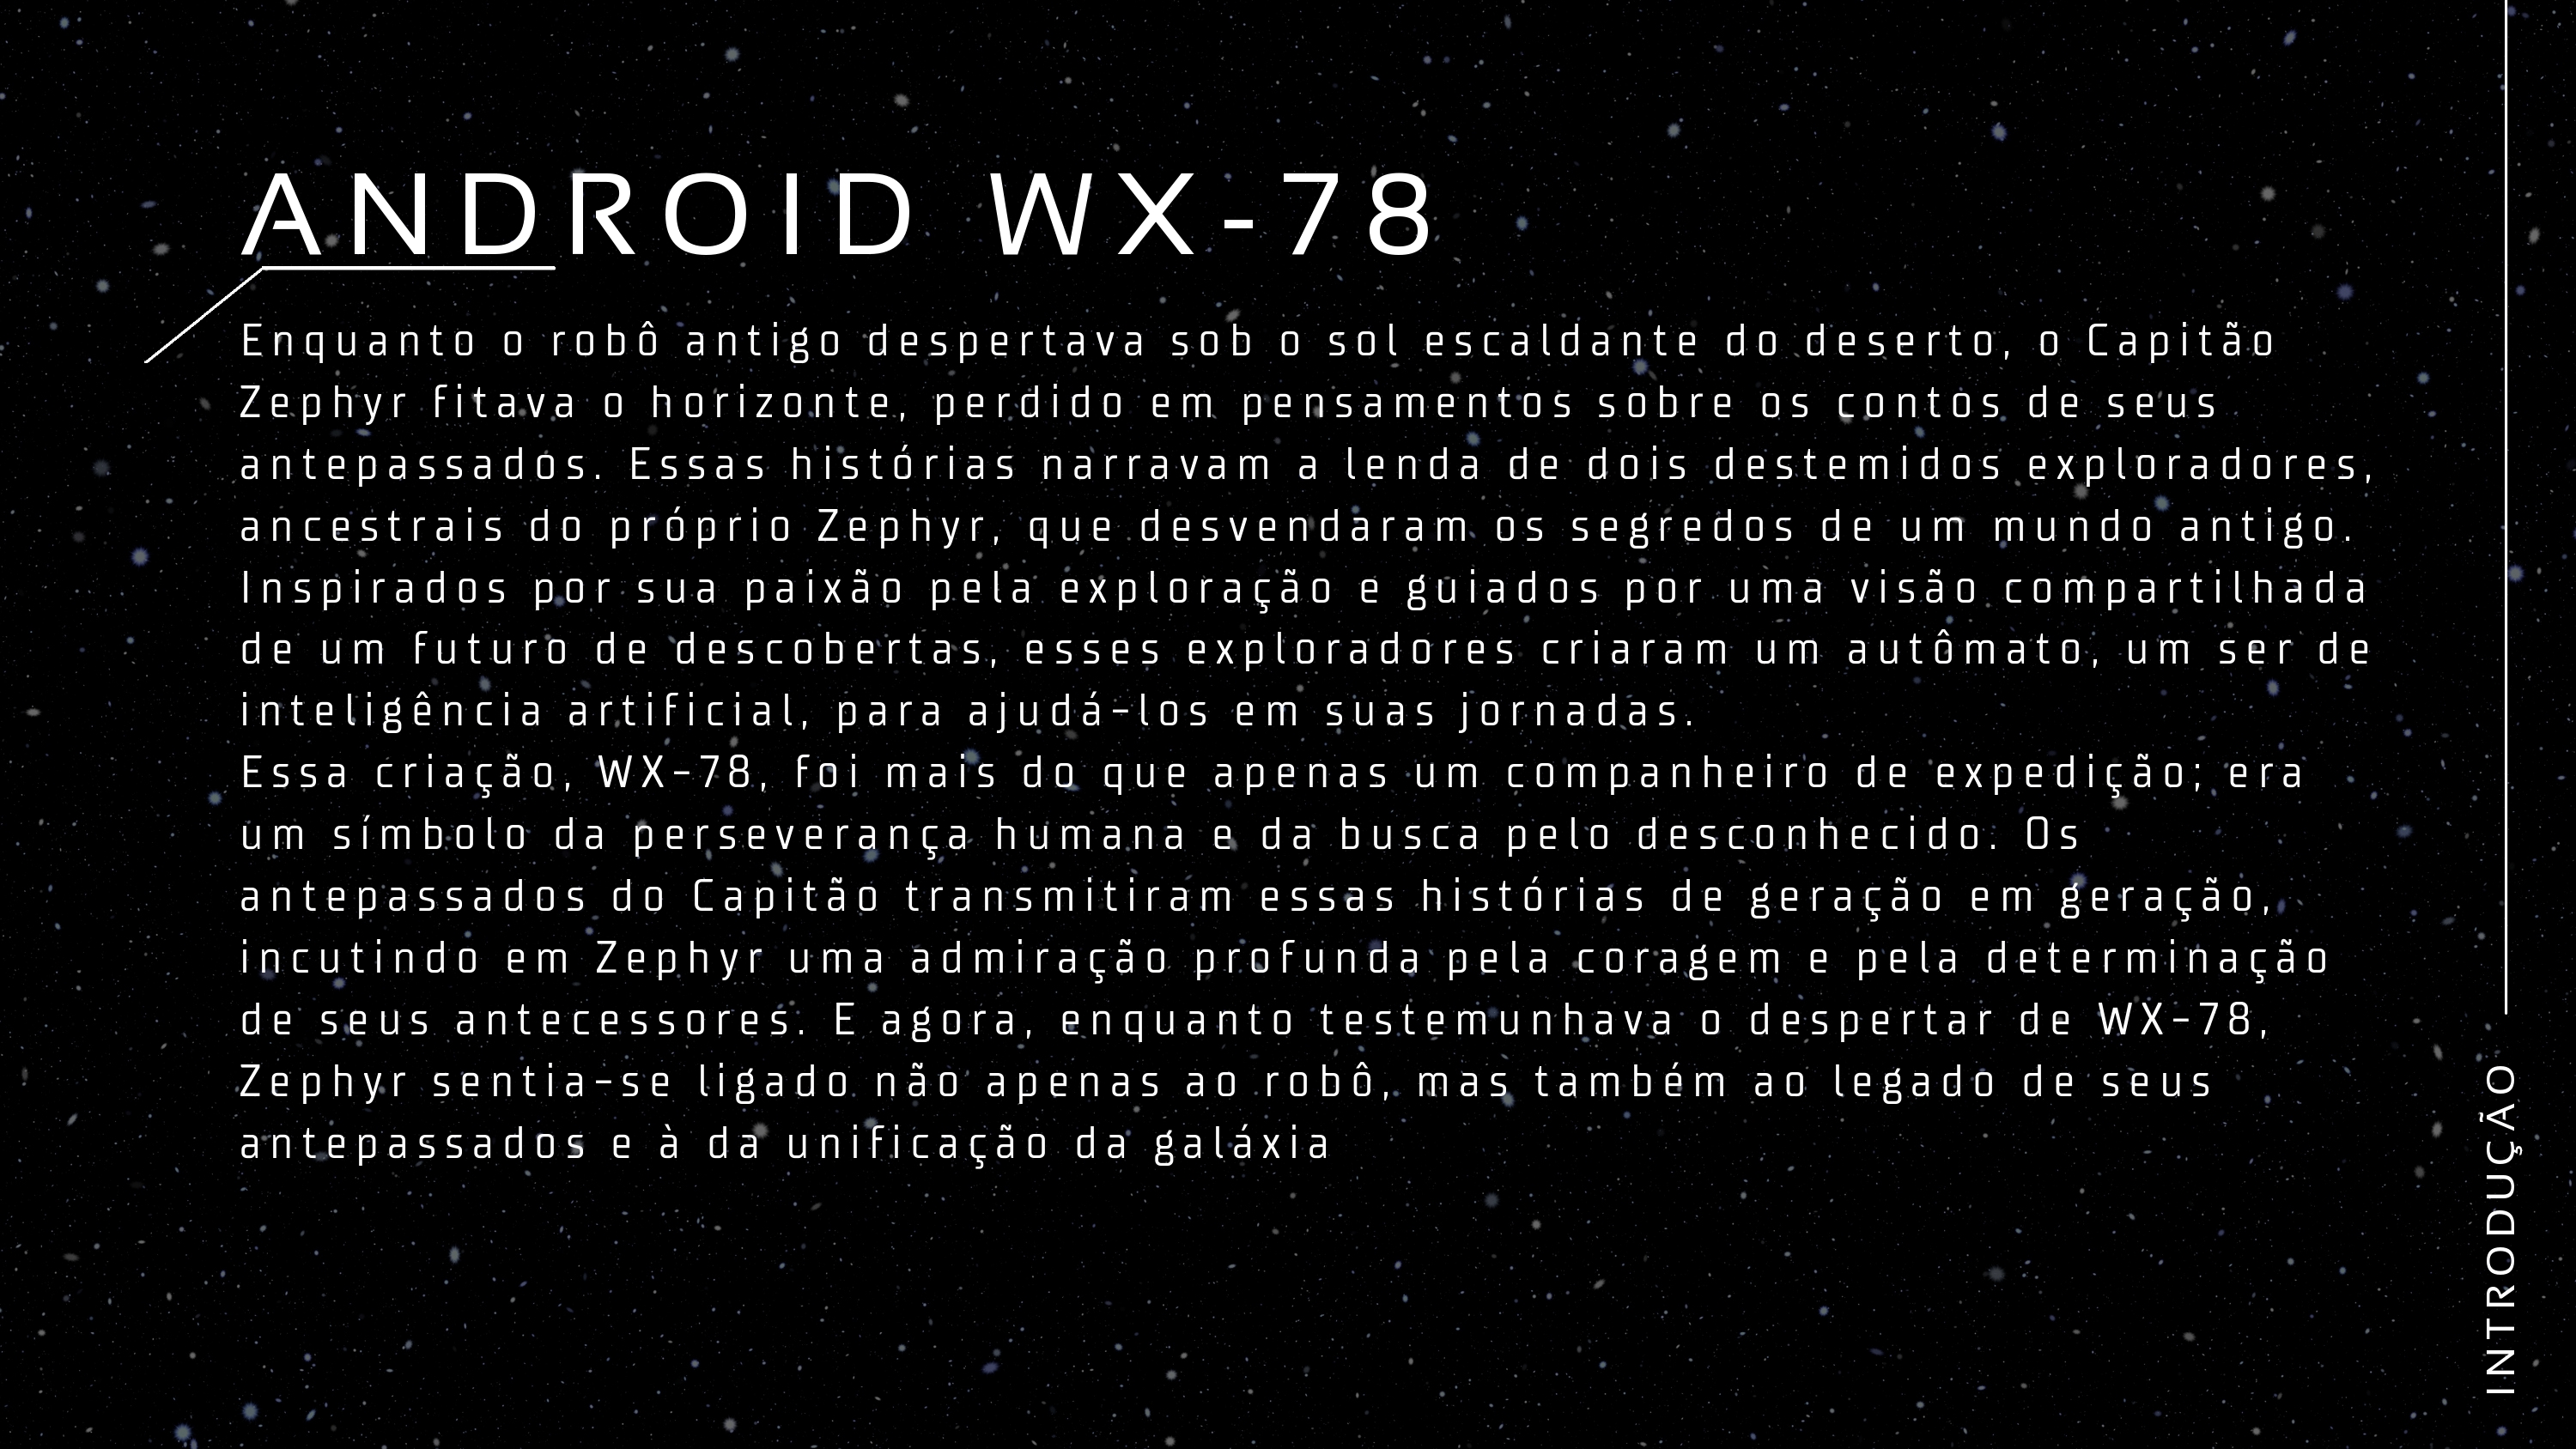 ANDROID WX-78
Enquanto o robô antigo despertava sob o sol escaldante do deserto, o Capitão
Zephyr fitava o horizonte, perdido em pensamentos sobre os contos de seus
antepassados. Essas histórias narravam a lenda de dois destemidos exploradores,
ancestrais do próprio Zephyr, que desvendaram os segredos de um mundo antigo.
Inspirados por sua paixão pela exploração e guiados por uma visão compartilhada
de um futuro de descobertas, esses exploradores criaram um autômato, um ser de
inteligência artificial, para ajudá-los em suas jornadas.
Essa criação, WX-78, foi mais do que apenas um companheiro de expedição; era
um símbolo da perseverança humana e da busca pelo desconhecido. Os
antepassados do Capitão transmitiram essas histórias de geração em geração,
incutindo em Zephyr uma admiração profunda pela coragem e pela determinação
de seus antecessores. E agora, enquanto testemunhava o despertar de WX-78,
Zephyr sentia-se ligado não apenas ao robô, mas também ao legado de seus
antepassados e à da unificação da galáxia
INTRODUÇÃO